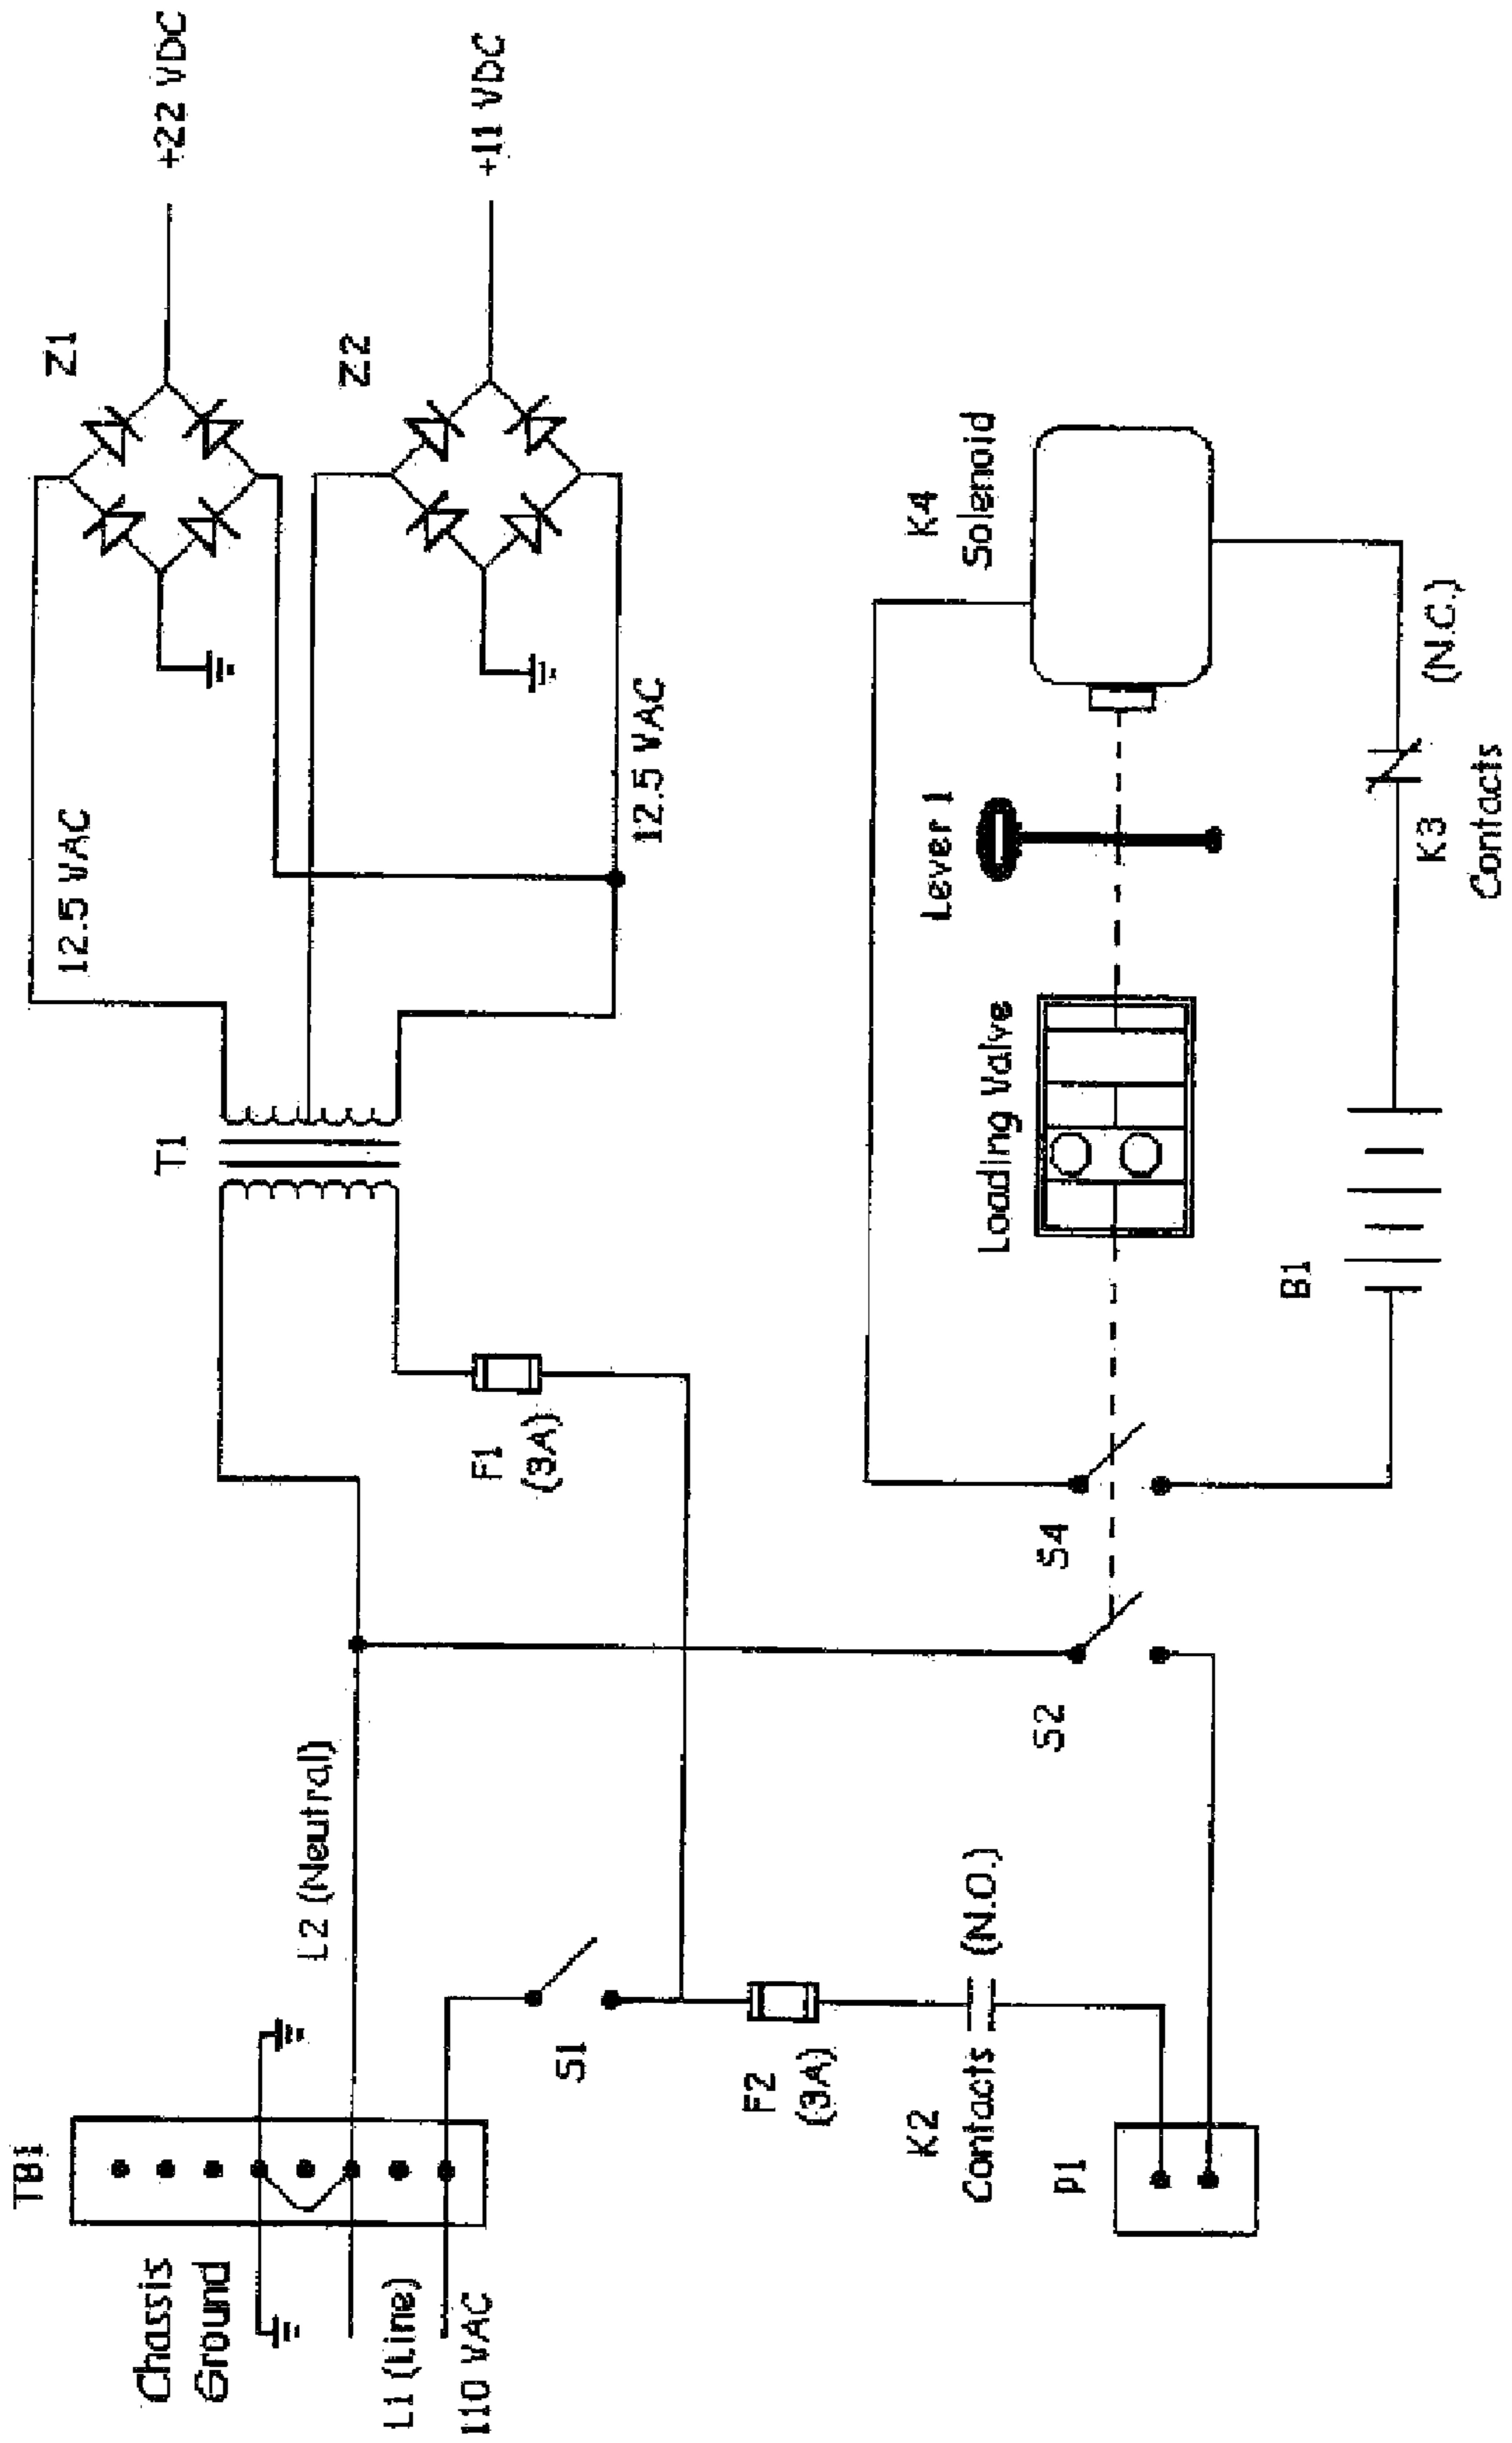 TB1
Chassis
Ground
L1 (Line)
110 VAC
L2 (Neutral)
S1
F2
(3A)
K2
Contacts (N.O.)
P1
F1
(3A)
S2
S4
T1
12.5 VAC
12.5 VAC
Z1
+22 VDC
Z2
+11 VDC
Loading Valve
Lever 1
K4
Solenoid
B1
K3
Contacts
(N.C.)